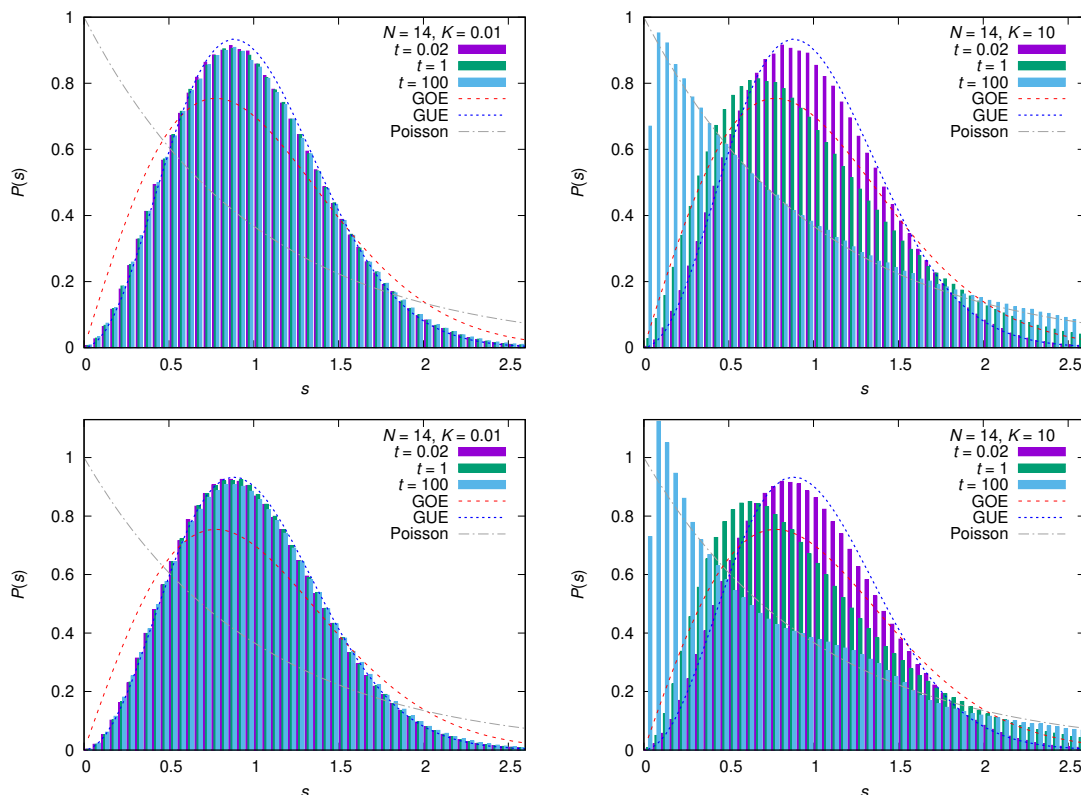 N = 14, K = 0.01
t = 0.02
t = 1
t = 100
GOE
GUE
Poisson
P(s)
1
0.8
0.6
0.4
0.2
0
0 0.5 1 1.5 2 2.5
s
N = 14, K = 10
t = 0.02
t = 1
t = 100
GOE
GUE
Poisson
P(s)
1
0.8
0.6
0.4
0.2
0
0 0.5 1 1.5 2 2.5
s
N = 14, K = 0.01
t = 0.02
t = 1
t = 100
GOE
GUE
Poisson
P(s)
1
0.8
0.6
0.4
0.2
0
0 0.5 1 1.5 2 2.5
s
N = 14, K = 10
t = 0.02
t = 1
t = 100
GOE
GUE
Poisson
P(s)
1
0.8
0.6
0.4
0.2
0
0 0.5 1 1.5 2 2.5
s